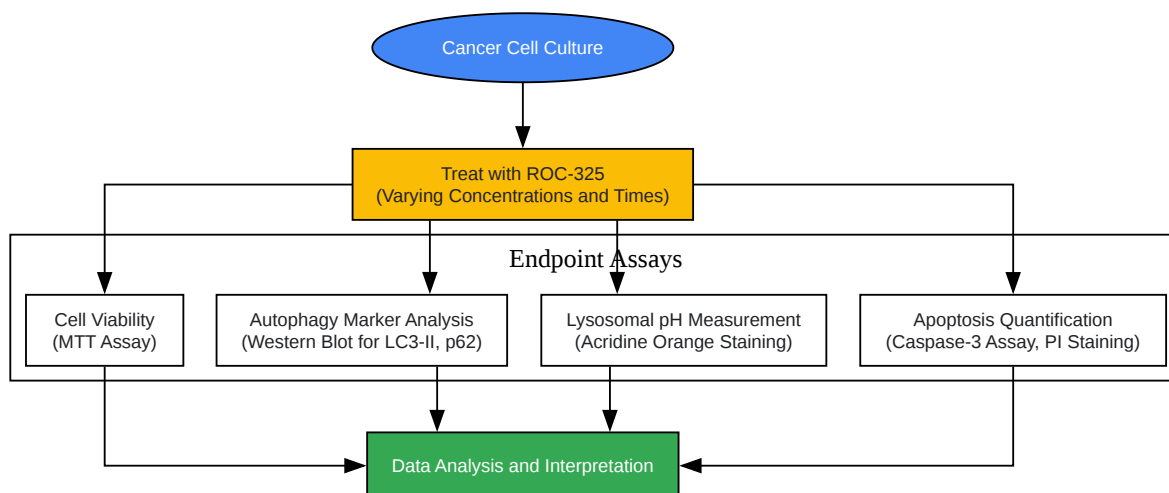 Cancer Cell Culture
Treat with ROC-325
(Varying Concentrations and Times)
Endpoint Assays
Cell Viability
(MTT Assay)
Autophagy Marker Analysis
(Western Blot for LC3-II, p62)
Lysosomal pH Measurement
(Acridine Orange Staining)
Apoptosis Quantification
(Caspase-3 Assay, PI Staining)
Data Analysis and Interpretation